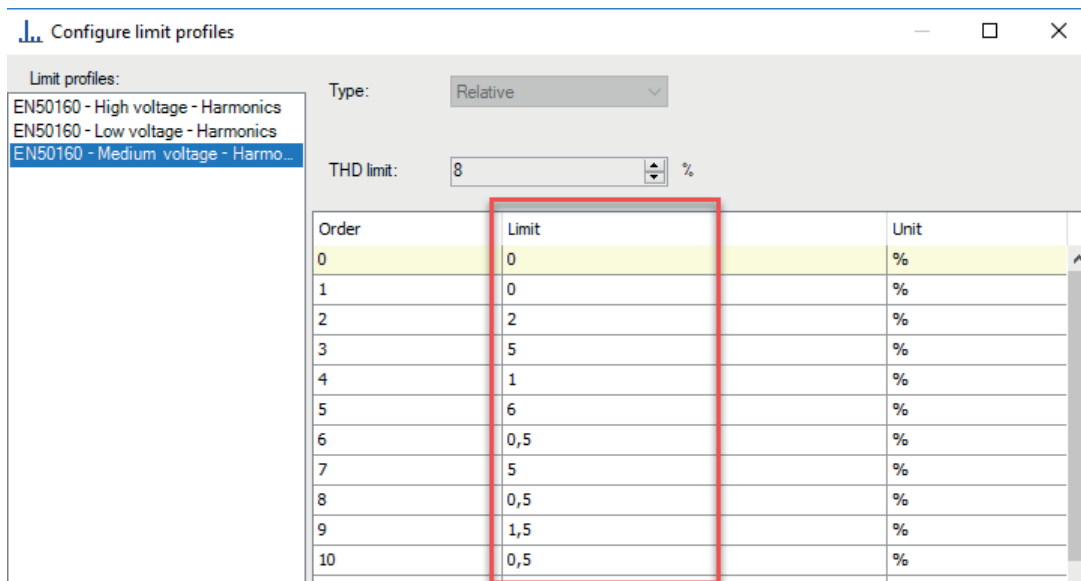 Configure limit profiles
Limit profiles:
EN50160 - High voltage - Harmonics
EN50160 - Low voltage - Harmonics
EN50160 - Medium voltage - Harmo...
Type: Relative
THD limit: 8 %
Order Limit Unit
0 0 %
1 0 %
2 2 %
3 5 %
4 1 %
5 6 %
6 0,5 %
7 5 %
8 0,5 %
9 1,5 %
10 0,5 %